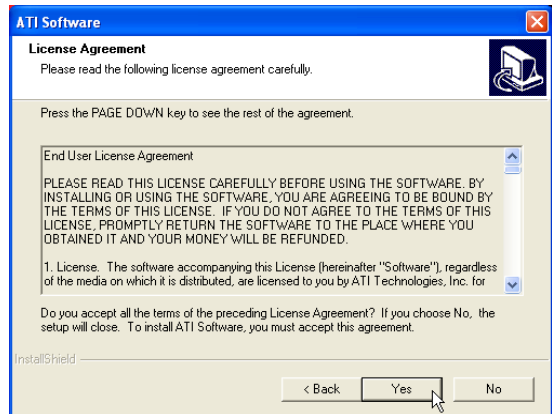 ATI Software
License Agreement
Please read the following license agreement carefully.
Press the PAGE DOWN key to see the rest of the agreement.
End User License Agreement
PLEASE READ THIS LICENSE CAREFULLY BEFORE USING THE SOFTWARE. BY
INSTALLING OR USING THE SOFTWARE, YOU ARE AGREEING TO BE BOUND BY
THE TERMS OF THIS LICENSE. IF YOU DO NOT AGREE TO THE TERMS OF THIS
LICENSE, PROMPTLY RETURN THE SOFTWARE TO THE PLACE WHERE YOU
OBTAINED IT AND YOUR MONEY WILL BE REFUNDED.
1. License. The software accompanying this License (hereinafter "Software"), regardless
of the media on which it is distributed, are licensed to you by ATI Technologies, Inc. for
Do you accept all the terms of the preceding License Agreement? If you choose No, the
setup will close. To install ATI Software, you must accept this agreement.
InstallShield
< Back Yes No